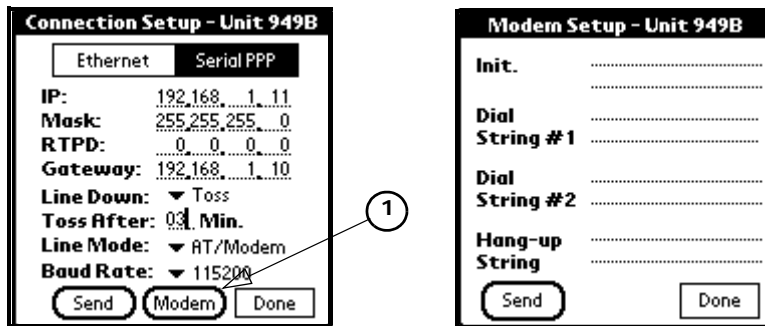 Connection Setup - Unit 949B
Ethernet Serial PPP
IP: 192.168. 1. 11
Mask: 255.255.255. 0
RTPD: 0. 0. 0. 0
Gateway: 192.168. 1. 10
Line Down: Toss
Toss After: 03 Min.
Line Mode: AT/Modem
Baud Rate: 115200
Send Modem Done
1
Modem Setup - Unit 949B
Init.
Dial
String #1
Dial
String #2
Hang-up
String
Send Done